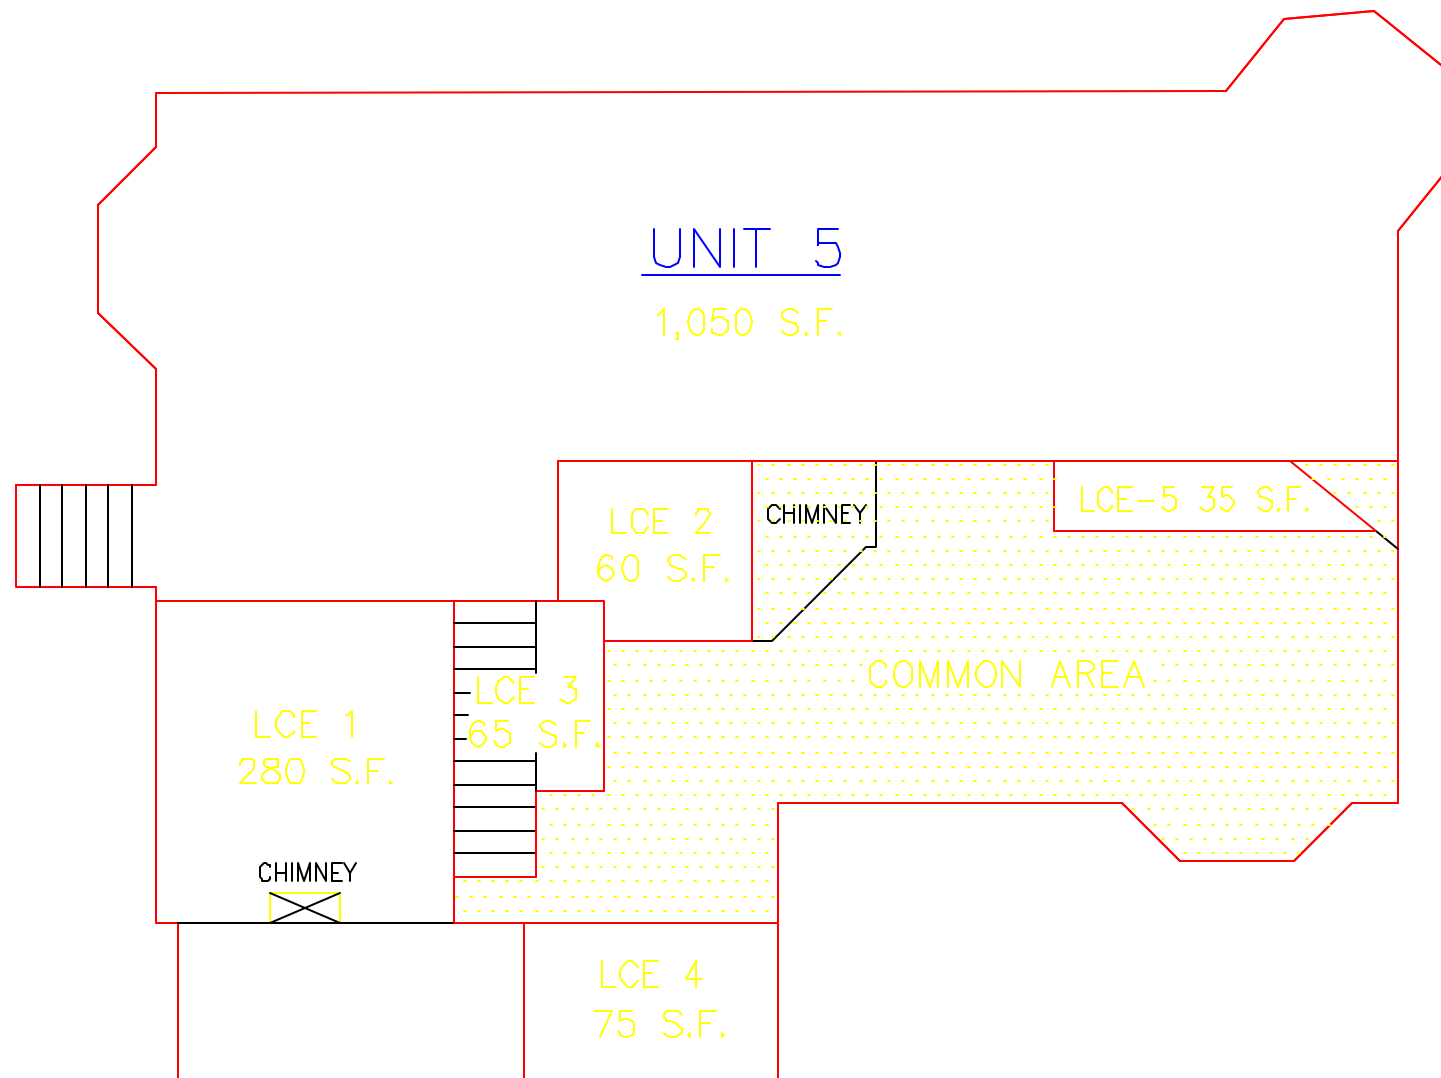 UNIT 5
1,050 S.F.
LCE 2
60 S.F.
CHIMNEY
LCE-5 35 S.F.
COMMON AREA
LCE 3
65 S.F.
LCE 1
280 S.F.
CHIMNEY
LCE 4
75 S.F.